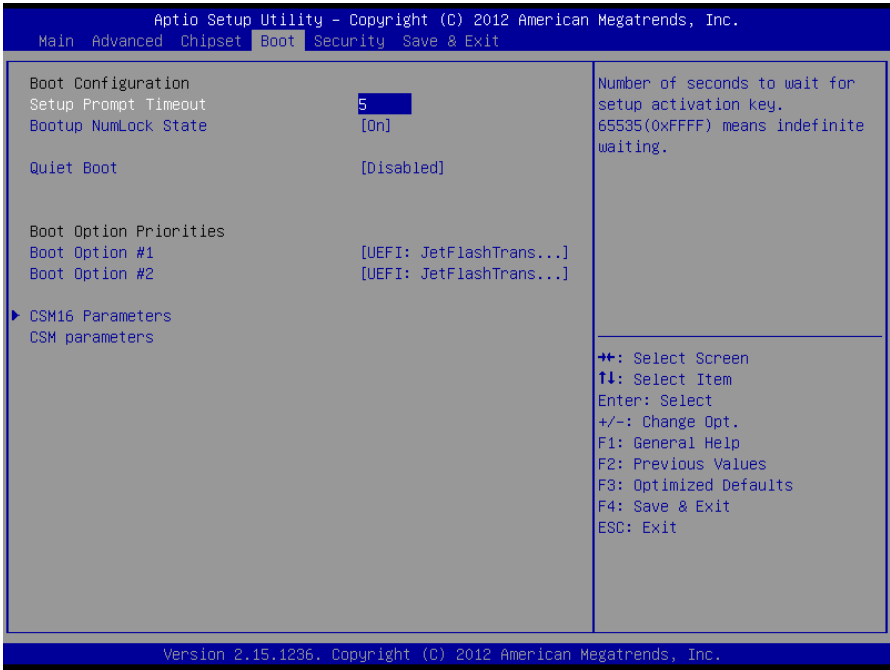 Aptio Setup Utility – Copyright (C) 2012 American Megatrends, Inc.
Main Advanced Chipset Boot Security Save & Exit
Boot Configuration
Setup Prompt Timeout 5
Bootup NumLock State [On]
Quiet Boot [Disabled]
Boot Option Priorities
Boot Option #1 [UEFI: JetFlashTrans...]
Boot Option #2 [UEFI: JetFlashTrans...]
CSM16 Parameters
CSM parameters
Number of seconds to wait for
setup activation key.
65535(0xFFFF) means indefinite
waiting.
→←: Select Screen
↑↓: Select Item
Enter: Select
+/-: Change Opt.
F1: General Help
F2: Previous Values
F3: Optimized Defaults
F4: Save & Exit
ESC: Exit
Version 2.15.1236. Copyright (C) 2012 American Megatrends, Inc.